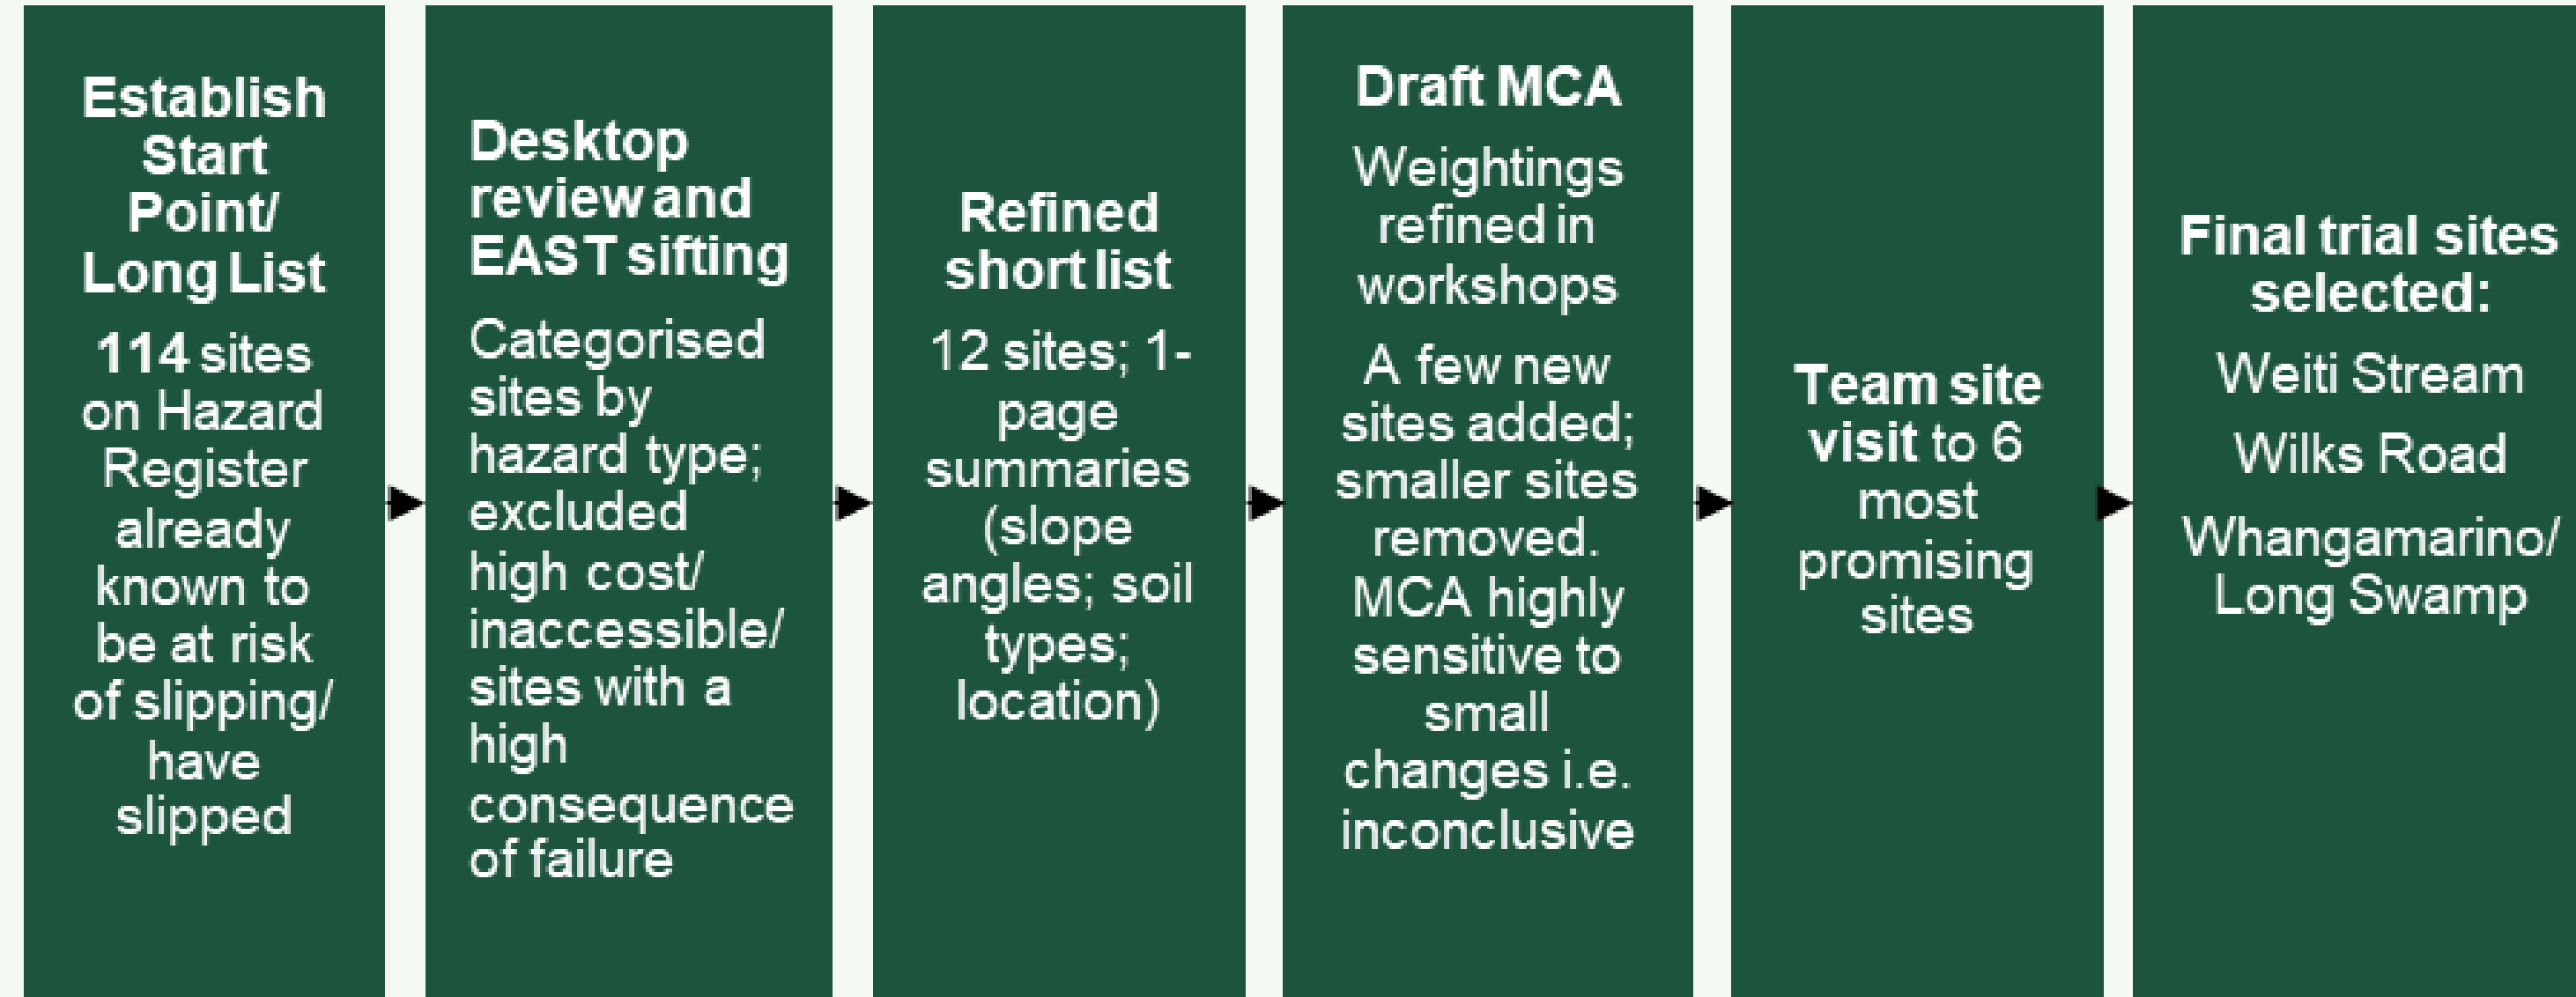 Establish
Start
Point/
Long List
114 sites
on Hazard
Register
already
known to
be at risk
of slipping/
have
slipped
Desktop
review and
EAST sifting
Categorised
sites by
hazard type;
excluded
high cost/
inaccessible/
sites with a
high
consequence
of failure
Refined
short list
12 sites; 1-
page
summaries
(slope
angles; soil
types;
location)
Draft MCA
Weightings
refined in
workshops
A few new
sites added;
smaller sites
removed.
MCA highly
sensitive to
small
changes i.e.
inconclusive
Team site
visit to 6
most
promising
sites
Final trial sites
selected:
Weiti Stream
Wilks Road
Whangamarino/
Long Swamp